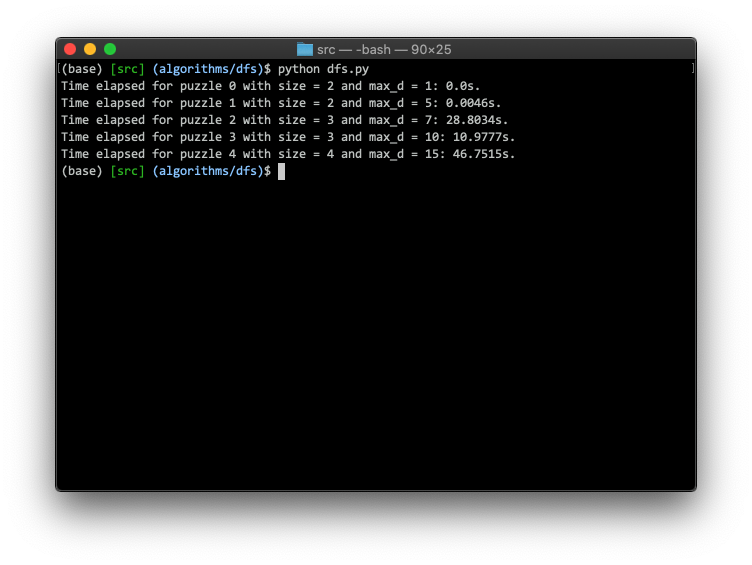 src — -bash — 90×25
(base) [src] (algorithms/dfs)$ python dfs.py
Time elapsed for puzzle 0 with size = 2 and max_d = 1: 0.0s.
Time elapsed for puzzle 1 with size = 2 and max_d = 5: 0.0046s.
Time elapsed for puzzle 2 with size = 3 and max_d = 7: 28.8034s.
Time elapsed for puzzle 3 with size = 3 and max_d = 10: 10.9777s.
Time elapsed for puzzle 4 with size = 4 and max_d = 15: 46.7515s.
(base) [src] (algorithms/dfs)$